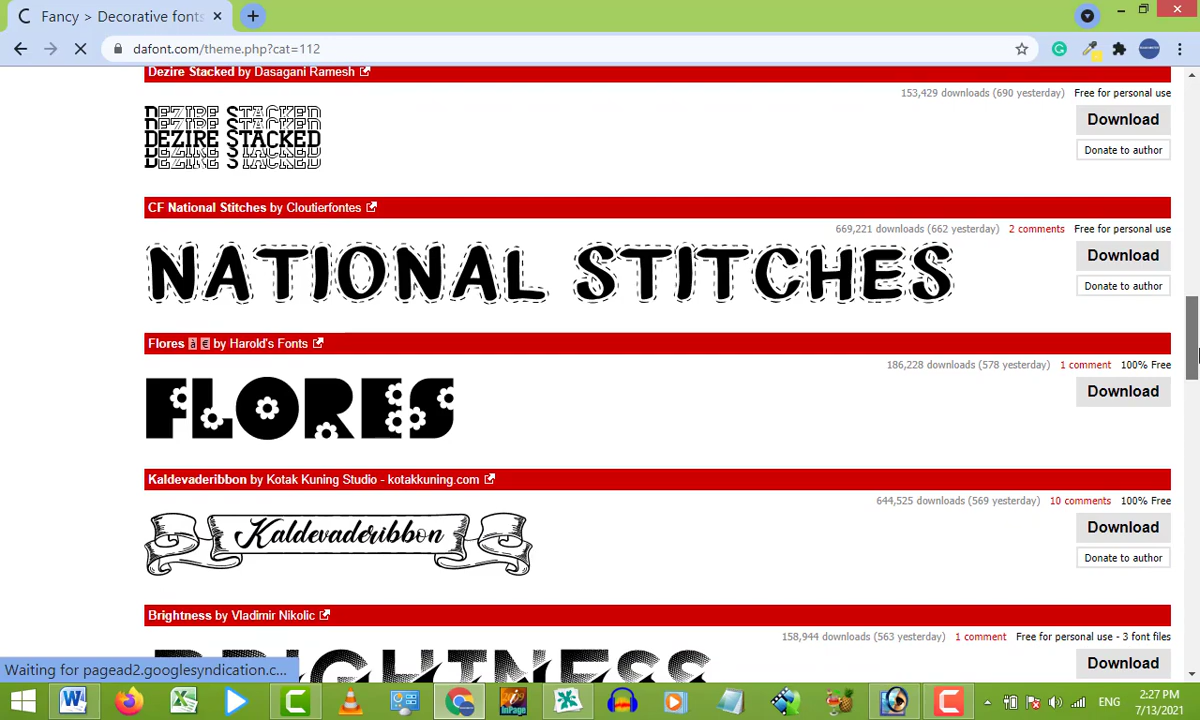 Fancy > Decorative fonts
dafont.com/theme.php?cat=112
Dezire Stacked by Dasagani Ramesh
153,429 downloads (690 yesterday) Free for personal use
Download
Donate to author
DEZIRE STACKED
CF National Stitches by Cloutierfontes
669,221 downloads (662 yesterday) 2 comments Free for personal use
NATIONAL STITCHES
Download
Donate to author
Flores à € by Harold's Fonts
186,228 downloads (578 yesterday) 1 comment 100% Free
FLORES
Download
Kaldevaderibbon by Kotak Kuning Studio - kotakkuning.com
644,525 downloads (569 yesterday) 10 comments 100% Free
Kaldevaderibbon
Download
Donate to author
Brightness by Vladimir Nikolic
158,944 downloads (563 yesterday) 1 comment Free for personal use - 3 font files
BRIGHTNESS
Download
Waiting for pagead2.googlesyndication.c...
InPage
ENG
2:27 PM
7/13/2021